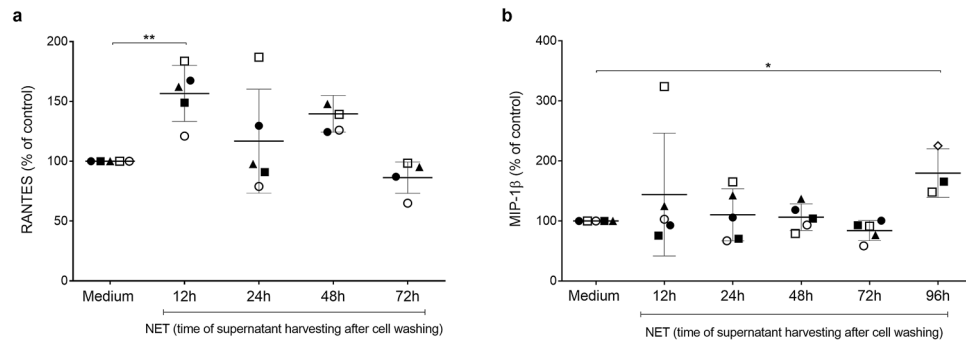 a
RANTES (% of control)
200
150
100
50
0
**
Medium 12h 24h 48h 72h
NET (time of supernatant harvesting after cell washing)
b
MIP-1β (% of control)
400
300
200
100
0
*
Medium 12h 24h 48h 72h 96h
NET (time of supernatant harvesting after cell washing)